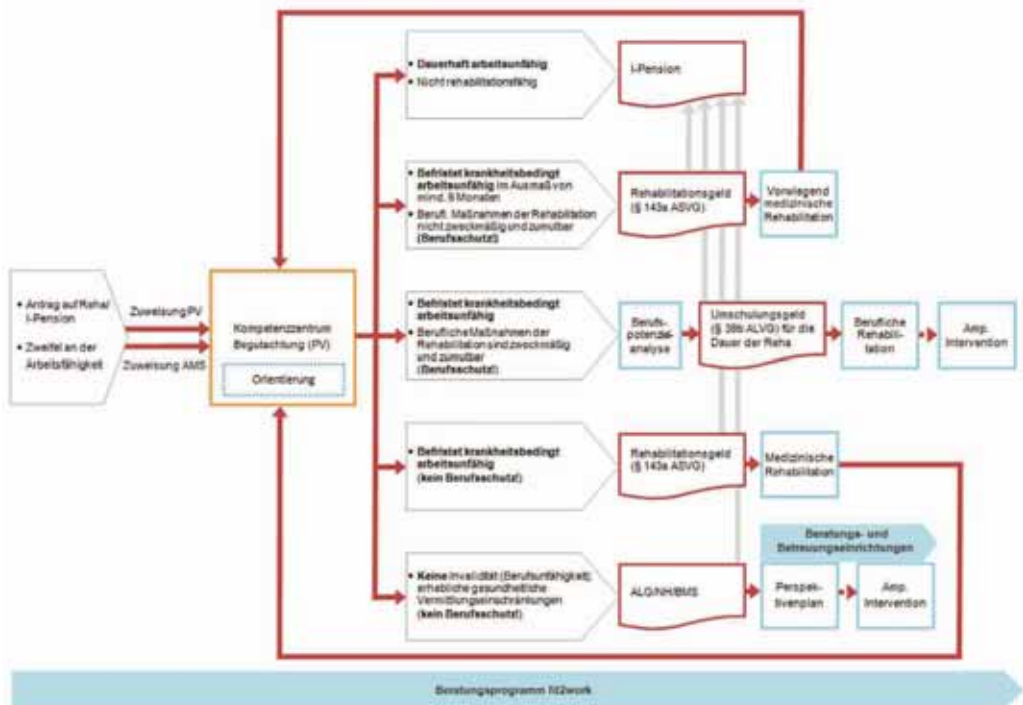 • Dauerhaft arbeitsunfähig
• Nicht rehabilitationsfähig
I-Pension
• Befristet krankheitsbedingt
arbeitsunfähig im Ausmaß von
mind. 6 Monaten
• Berufl. Maßnahmen der Rehabilitation
nicht zweckmäßig und zumutbar
(Berufsschutz!)
Rehabilitationsgeld
(§ 143a ASVG)
Vorwiegend
medizinische
Rehabilitation
• Antrag auf Reha/
I-Pension
• Zweifel an der
Arbeitsfähigkeit
Zuweisung PV
Zuweisung AMS
Kompetenzzentrum
Begutachtung (PV)
Orientierung
• Befristet krankheitsbedingt
arbeitsunfähig
• Berufliche Maßnahmen der
Rehabilitation sind zweckmäßig
und zumutbar
(Berufsschutz!)
Berufs-
potenzial-
analyse
Umschulungsgeld
(§ 39b ALVG) für die
Dauer der Reha
Berufliche
Rehabili-
tation
Amp.
Intervention
• Befristet krankheitsbedingt
arbeitsunfähig
(kein Berufsschutz!)
Rehabilitationsgeld
(§ 143a ASVG)
Medizinische
Rehabilitation
• Keine Invalidität (Berufsunfähigkeit);
erhebliche gesundheitliche
Vermittlungseinschränkungen
(kein Berufsschutz!)
ALG/NH/BMS
Beratungs- und
Betreuungseinrichtungen
Perspek-
tivenplan
Amp.
Intervention
Beratungsprogramm fit2work